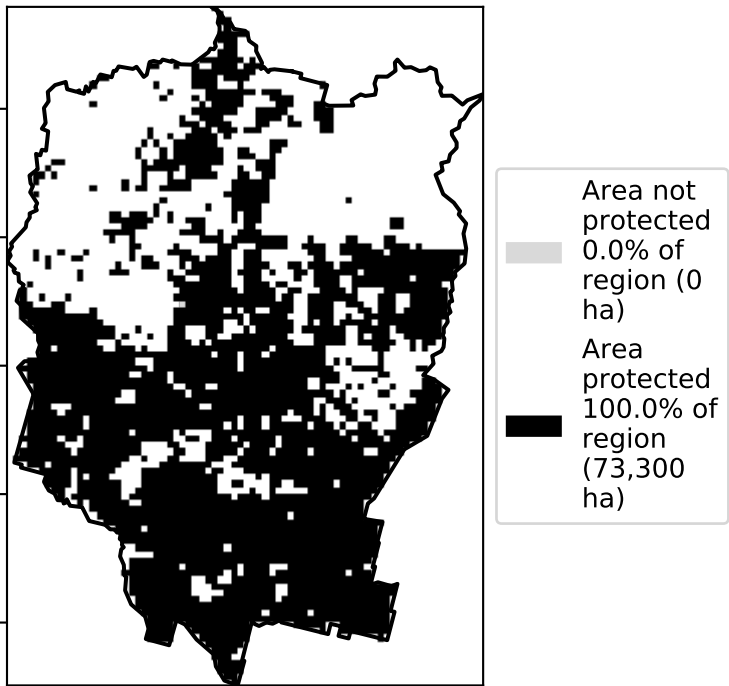 Area not
protected
0.0% of
region (0
ha)
Area
protected
100.0% of
region
(73,300
ha)